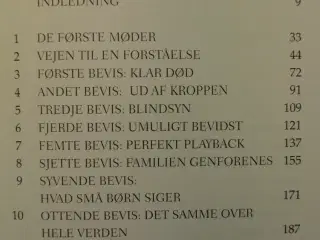 INDLEDNING 9
1 DE FØRSTE MØDER 33
2 VEJEN TIL EN FORSTÅELSE 44
3 FØRSTE BEVIS: KLAR DØD 72
4 ANDET BEVIS: UD AF KROPPEN 91
5 TREDJE BEVIS: BLINDSYN 109
6 FJERDE BEVIS: UMULIGT BEVIDST 121
7 FEMTE BEVIS: PERFEKT PLAYBACK 137
8 SJETTE BEVIS: FAMILIEN GENFORENES 155
9 SYVENDE BEVIS:
HVAD SMÅ BØRN SIGER 171
10 OTTENDE BEVIS: DET SAMME OVER
HELE VERDEN 187